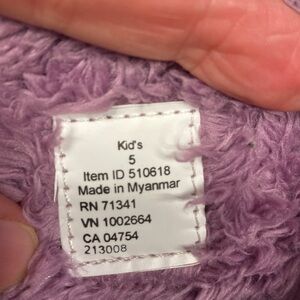 Kid's
5
Item ID 510618
Made in Myanmar
RN 71341
VN 1002664
CA 04754
213008